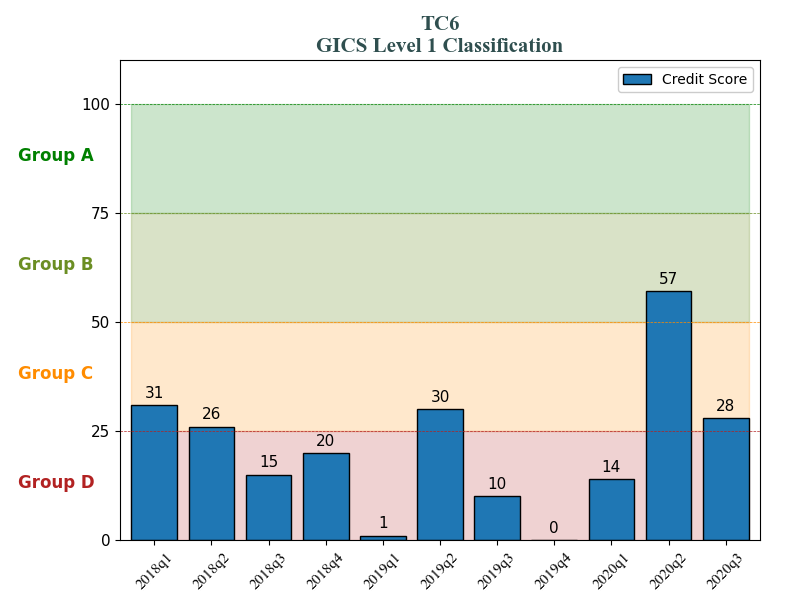 TC6
GICS Level 1 Classification
Credit Score
100
Group A
75
Group B
57
50
Group C
31
26
30
28
25
20
15
14
10
1
0
Group D
0
2018q1
2018q2
2018q3
2018q4
2019q1
2019q2
2019q3
2019q4
2020q1
2020q2
2020q3